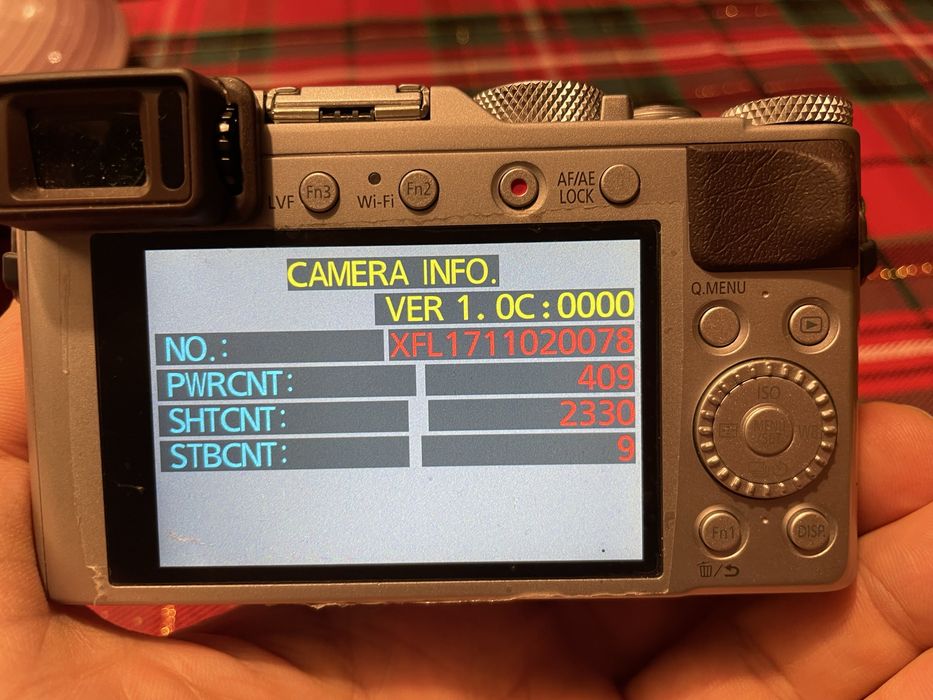 LVF Fn3 Wi-Fi Fn2 AF/AE
LOCK
CAMERA INFO.
VER 1. 0C:0000
NO.: XFL1711020078
PWRCNT: 409
SHTCNT: 2330
STBCNT: 9
Q.MENU
ISO
MENU
/SET
WB
Fn1 DISP.